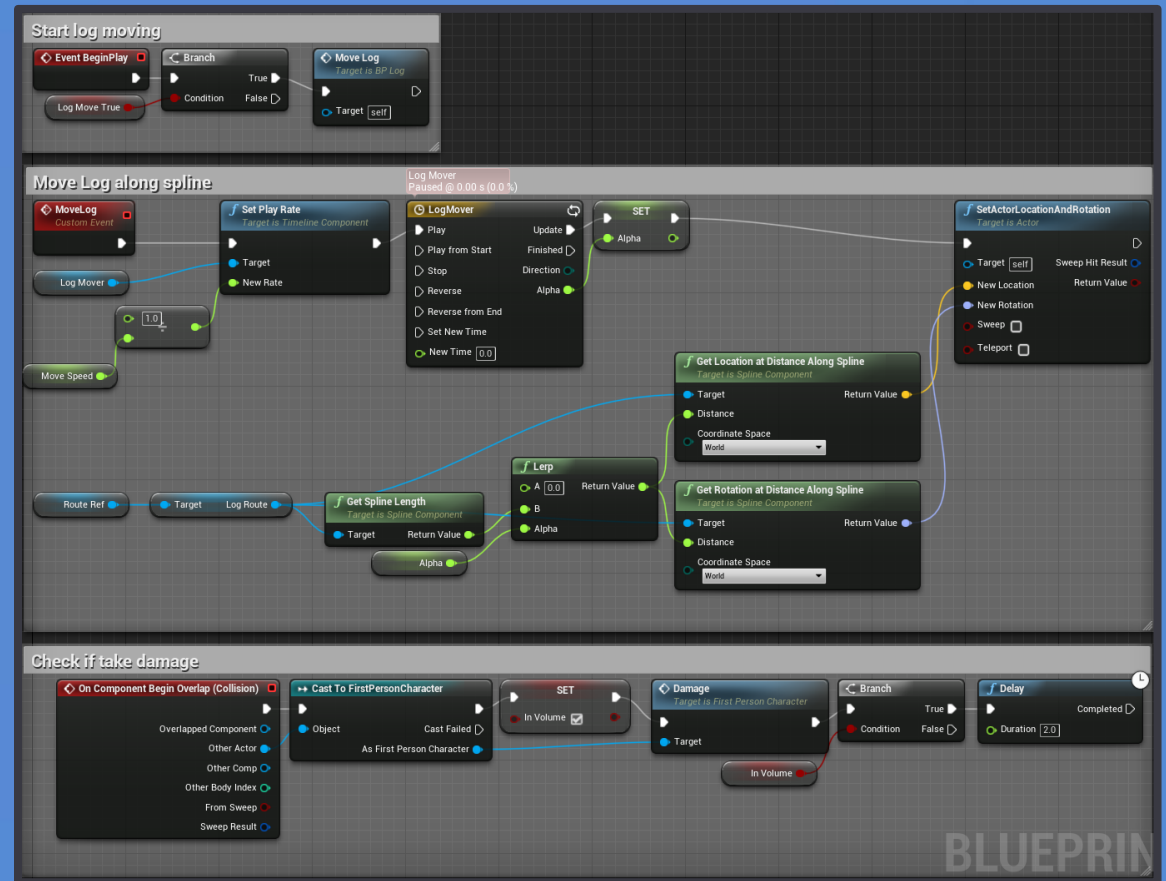 Start log moving
Event BeginPlay
Branch
True
Condition
False
Log Move True
Move Log
Target is BP Log
Target self
Move Log along spline
Log Mover
Paused @ 0.00 s (0.0 %)
MoveLog
Custom Event
Set Play Rate
Target is Timeline Component
Target
New Rate
Log Mover
1.0
÷
Move Speed
LogMover
Play
Update
Play from Start
Finished
Stop
Direction
Reverse
Alpha
Reverse from End
Set New Time
New Time 0.0
SET
Alpha
SetActorLocationAndRotation
Target is Actor
Target self
Sweep Hit Result
New Location
Return Value
New Rotation
Sweep
Teleport
Get Location at Distance Along Spline
Target is Spline Component
Target
Return Value
Distance
Coordinate Space
World
Lerp
A 0.0
Return Value
B
Alpha
Get Rotation at Distance Along Spline
Target is Spline Component
Target
Return Value
Distance
Coordinate Space
World
Route Ref
Target
Log Route
Get Spline Length
Target is Spline Component
Target
Return Value
Alpha
Check if take damage
On Component Begin Overlap (Collision)
Overlapped Component
Other Actor
Other Comp
Other Body Index
From Sweep
Sweep Result
Cast To FirstPersonCharacter
Object
Cast Failed
As First Person Character
SET
In Volume
Damage
Target is First Person Character
Target
In Volume
Branch
True
Condition
False
Delay
Completed
Duration 2.0
BLUEPRIN